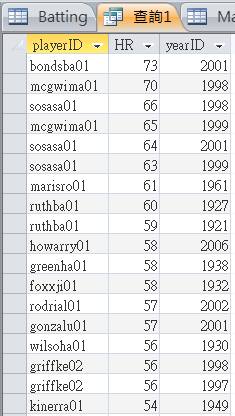 Batting 查詢1 Ma
playerID HR yearID
bondsba01 73 2001
mcgwima01 70 1998
sosasa01 66 1998
mcgwima01 65 1999
sosasa01 64 2001
sosasa01 63 1999
marisro01 61 1961
ruthba01 60 1927
ruthba01 59 1921
howarry01 58 2006
greenha01 58 1938
foxxji01 58 1932
rodrial01 57 2002
gonzalu01 57 2001
wilsoha01 56 1930
griffke02 56 1998
griffke02 56 1997
kinerra01 54 1949